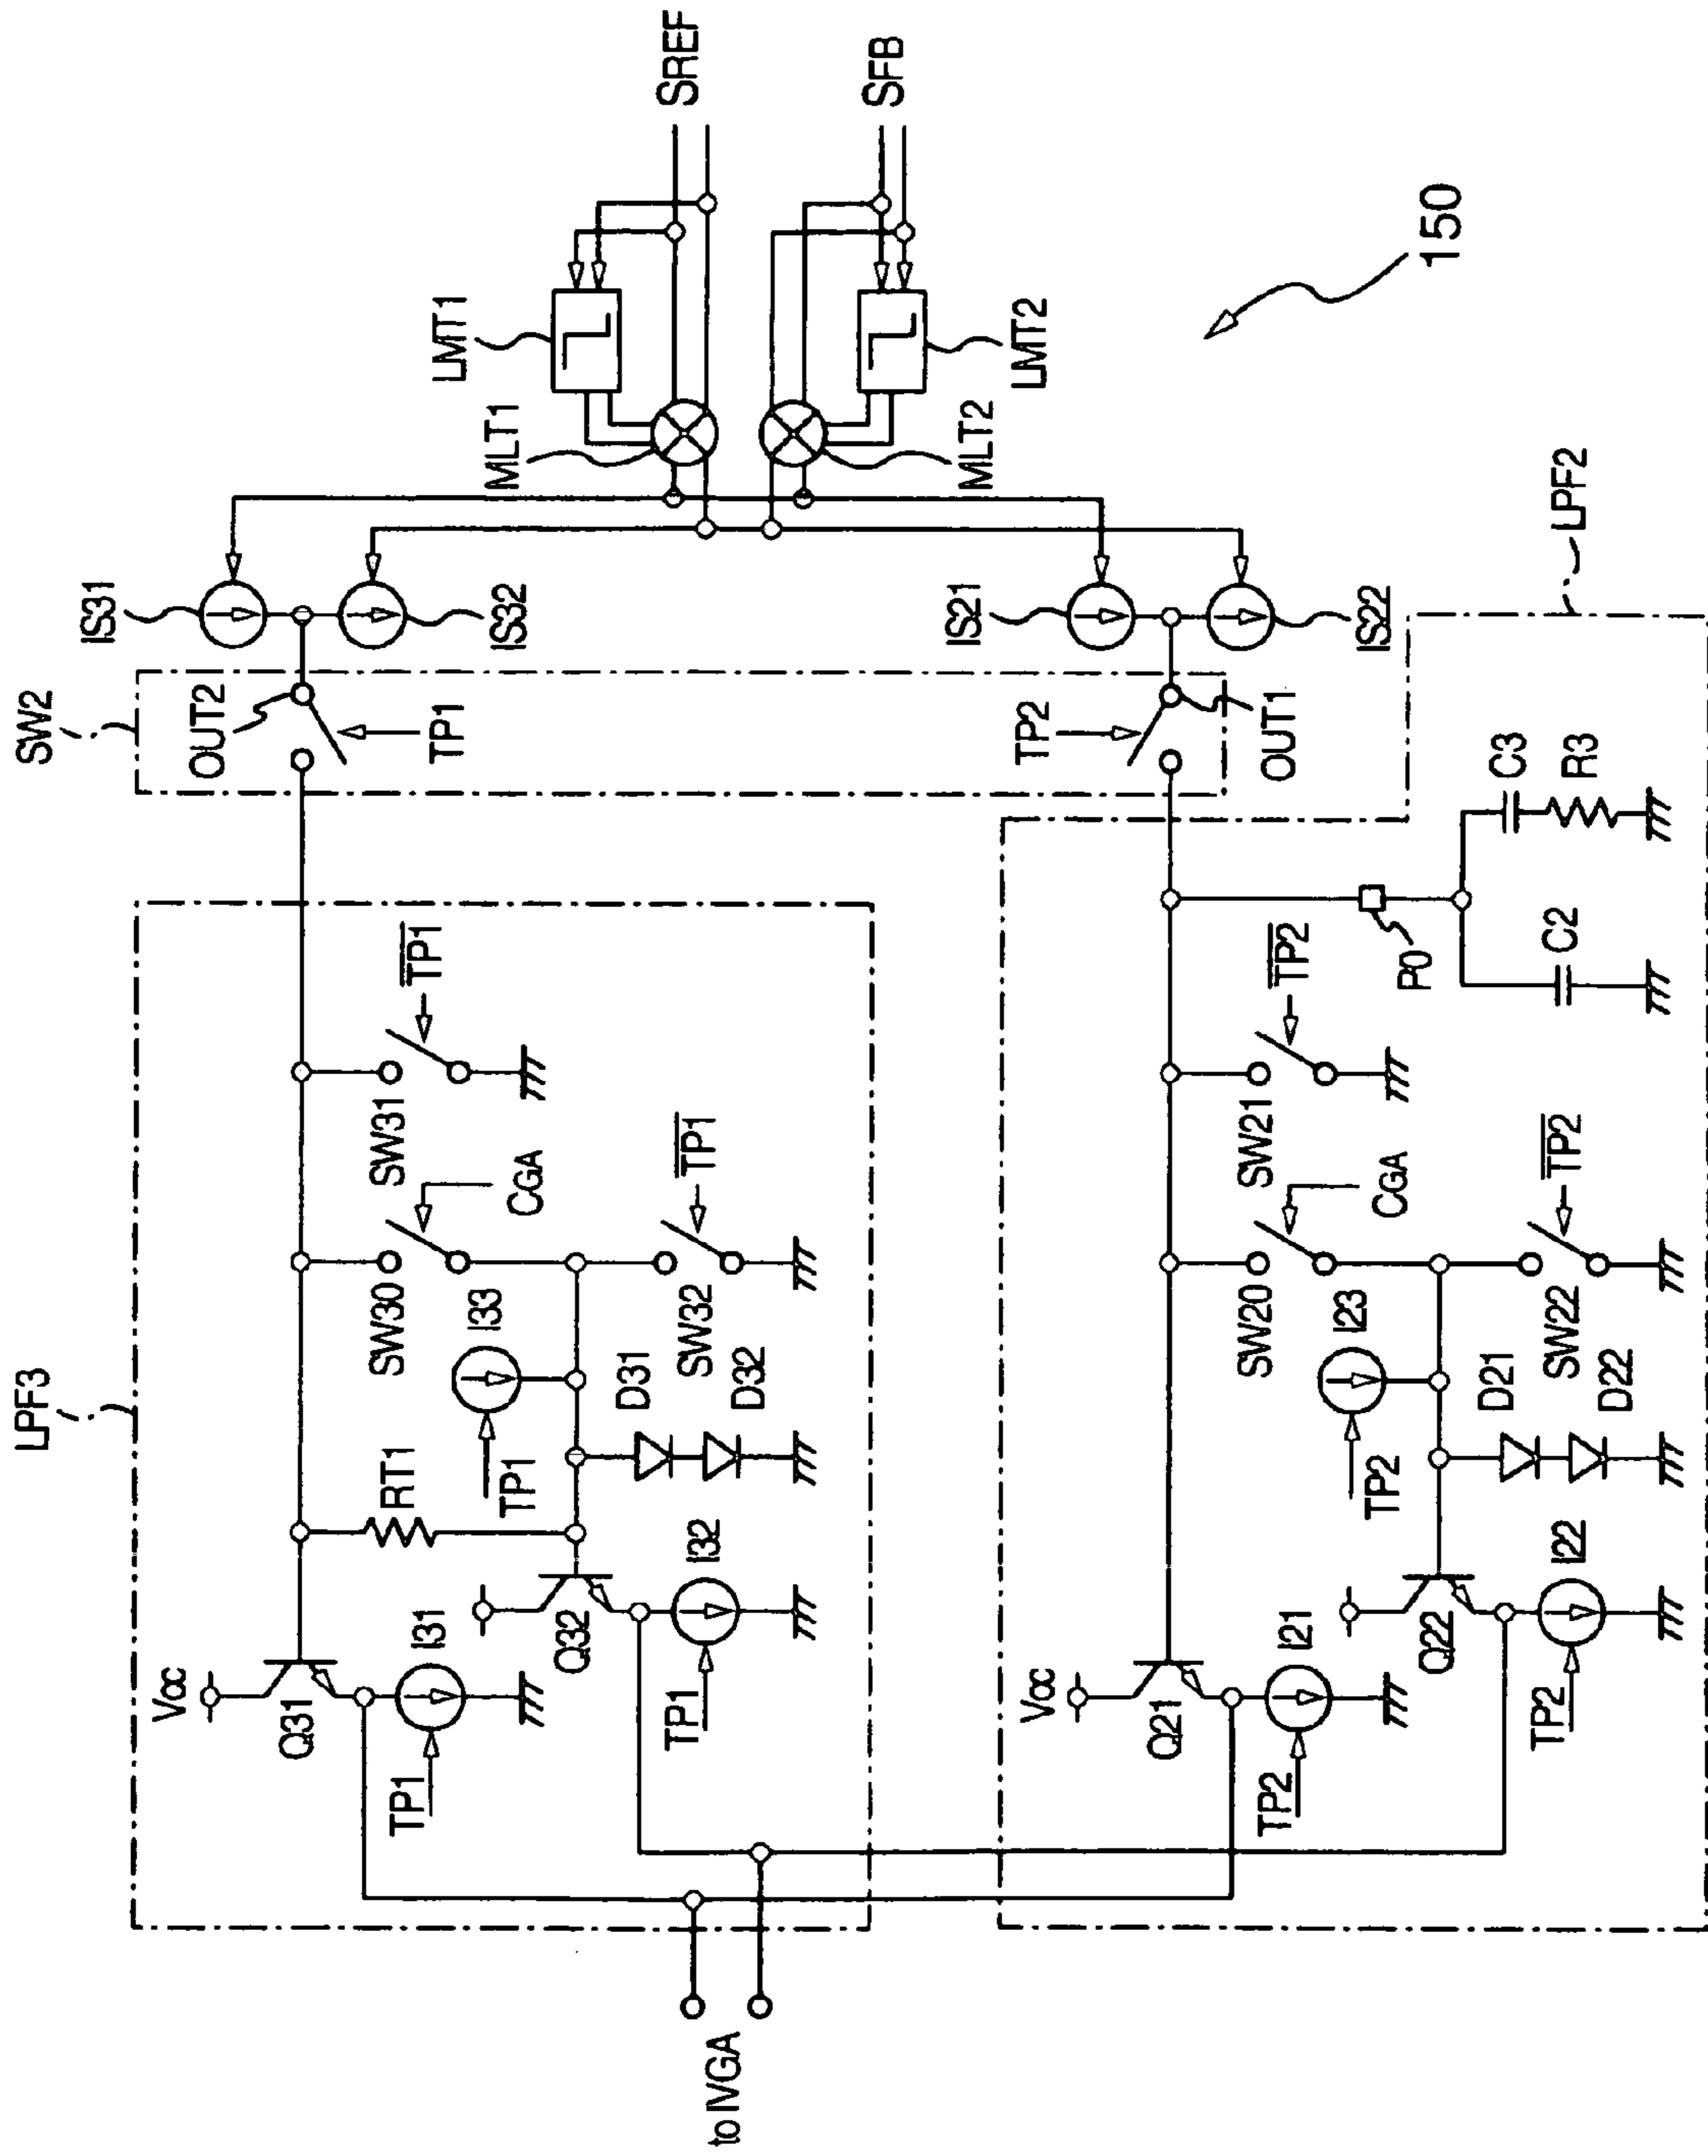 SREF
SFB
150
LMT1
LMT2
MLT1
MLT2
IS31
IS32
IS21
IS22
LPF2
SW2
OUT2
TP1
TP2
OUT1
LPF3
TP1
SW31
CGA
TP1
SW30
I33
SW32
D31
D32
TP1
RT1
Vcc
Q31
I31
TP1
Q32
I32
TP1
TP2
SW21
CGA
TP2
SW20
I23
SW22
D21
D22
TP2
P0
C2
C3
R3
Vcc
Q21
I21
TP2
Q22
I22
TP2
to IVGA